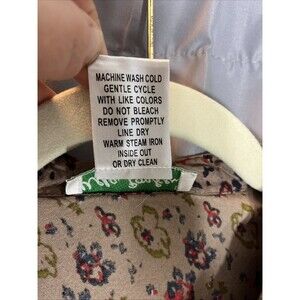 MACHINE WASH COLD
GENTLE CYCLE
WITH LIKE COLORS
DO NOT BLEACH
REMOVE PROMPTLY
LINE DRY
WARM STEAM IRON
INSIDE OUT
OR DRY CLEAN